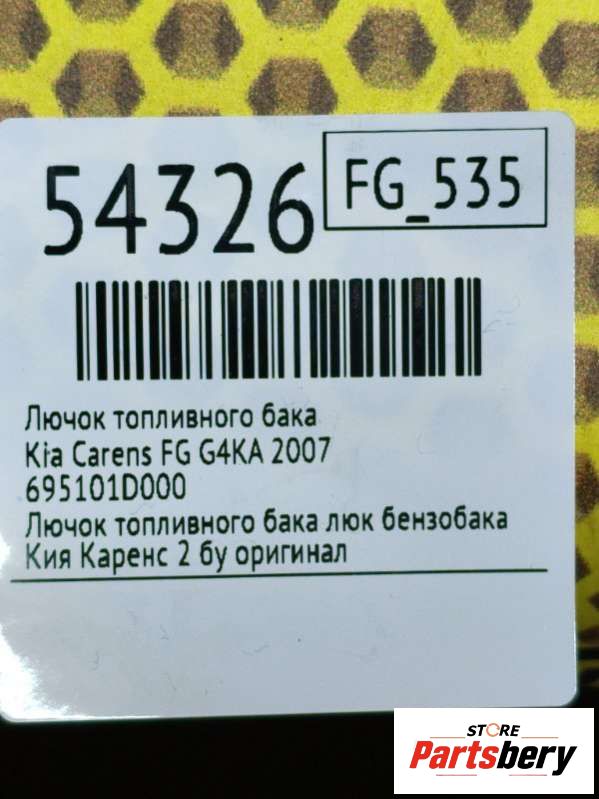 54326
FG_535
Лючок топливного бака
Kia Carens FG G4KA 2007
695101D000
Лючок топливного бака люк бензобака
Кия Каренс 2 бу оригинал
STORE
Partsbery